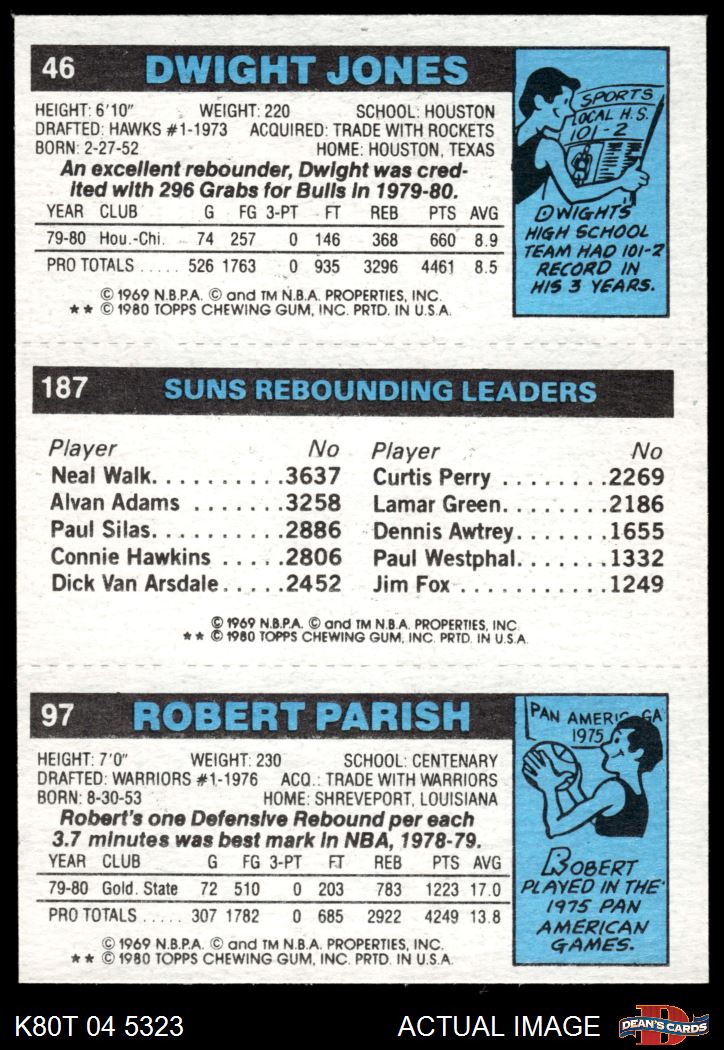 46 DWIGHT JONES
HEIGHT: 6'10" WEIGHT: 220 SCHOOL: HOUSTON
DRAFTED: HAWKS #1-1973 ACQUIRED: TRADE WITH ROCKETS
BORN: 2-27-52 HOME: HOUSTON, TEXAS
An excellent rebounder, Dwight was cred-
ited with 296 Grabs for Bulls in 1979-80.
YEAR CLUB G FG 3-PT FT REB PTS AVG
79-80 Hou.-Chi. 74 257 0 146 368 660 8.9
PRO TOTALS ..... 526 1763 0 935 3296 4461 8.5
© 1969 N.B.P.A. © and TM N.B.A. PROPERTIES, INC.
★★ © 1980 TOPPS CHEWING GUM, INC. PRTD. IN U.S.A.
SPORTS
LOCAL H.S.
101-2
DWIGHT'S
HIGH SCHOOL
TEAM HAD 101-2
RECORD IN
HIS 3 YEARS.
187 SUNS REBOUNDING LEADERS
Player No Player No
Neal Walk.........3637 Curtis Perry ........2269
Alvan Adams .......3258 Lamar Green........2186
Paul Silas.........2886 Dennis Awtrey.......1655
Connie Hawkins .....2806 Paul Westphal.......1332
Dick Van Arsdale.....2452 Jim Fox ...........1249
© 1969 N.B.P.A. © and TM N.B.A. PROPERTIES, INC.
★★ © 1980 TOPPS CHEWING GUM, INC. PRTD. IN U.S.A.
97 ROBERT PARISH
HEIGHT: 7'0" WEIGHT: 230 SCHOOL: CENTENARY
DRAFTED: WARRIORS #1-1976 ACQ.: TRADE WITH WARRIORS
BORN: 8-30-53 HOME: SHREVEPORT, LOUISIANA
Robert's one Defensive Rebound per each
3.7 minutes was best mark in NBA, 1978-79.
YEAR CLUB G FG 3-PT FT REB PTS AVG
79-80 Gold. State 72 510 0 203 783 1223 17.0
PRO TOTALS ..... 307 1782 0 685 2922 4249 13.8
© 1969 N.B.P.A. © and TM N.B.A. PROPERTIES, INC.
★★ © 1980 TOPPS CHEWING GUM, INC. PRTD. IN U.S.A.
PAN AMERIC GA
1975
ROBERT
PLAYED IN THE
1975 PAN
AMERICAN
GAMES.
K80T 04 5323 ACTUAL IMAGE DEAN'S CARDS